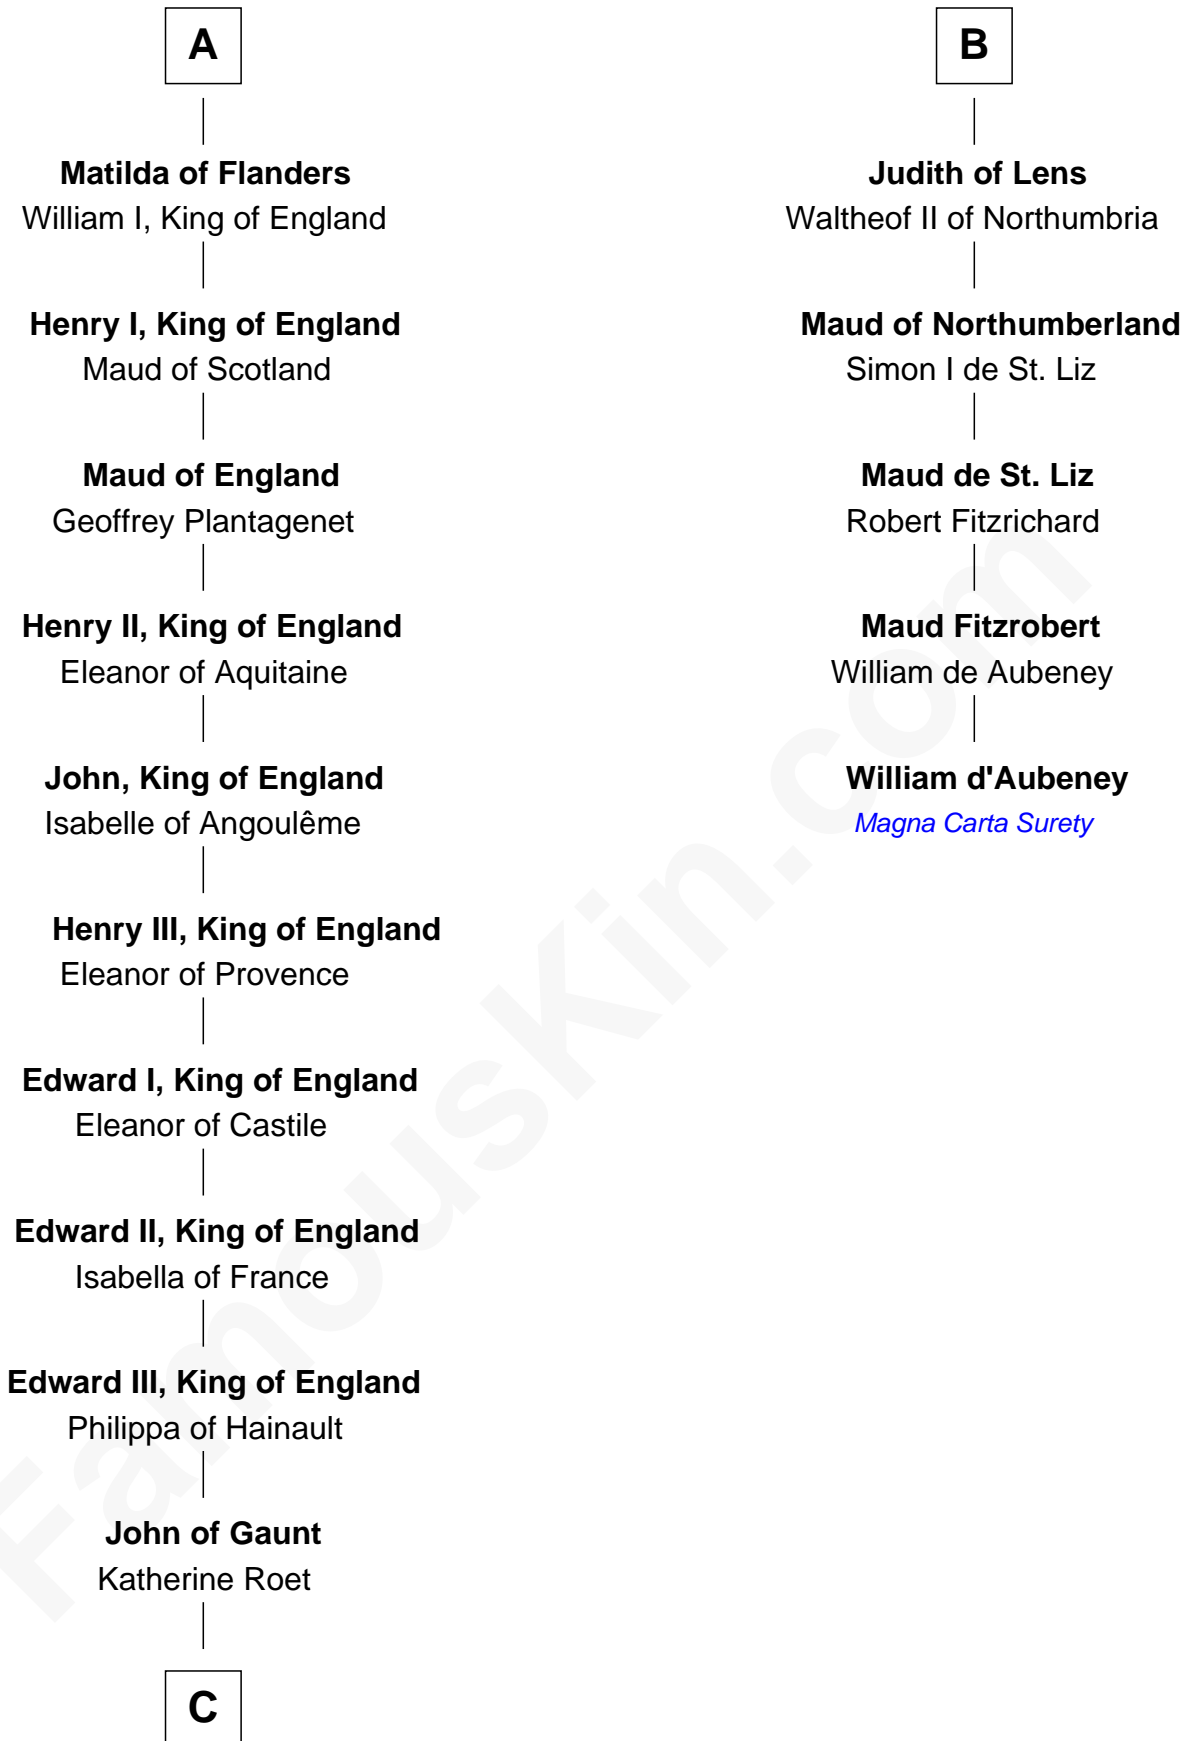 A
Matilda of Flanders
William I, King of England
Henry I, King of England
Maud of Scotland
Maud of England
Geoffrey Plantagenet
Henry II, King of England
Eleanor of Aquitaine
John, King of England
Isabelle of Angoulême
Henry III, King of England
Eleanor of Provence
Edward I, King of England
Eleanor of Castile
Edward II, King of England
Isabella of France
Edward III, King of England
Philippa of Hainault
John of Gaunt
Katherine Roet
C
B
Judith of Lens
Waltheof II of Northumbria
Maud of Northumberland
Simon I de St. Liz
Maud de St. Liz
Robert Fitzrichard
Maud Fitzrobert
William de Aubeney
William d'Aubeney
Magna Carta Surety
FamousKin.com